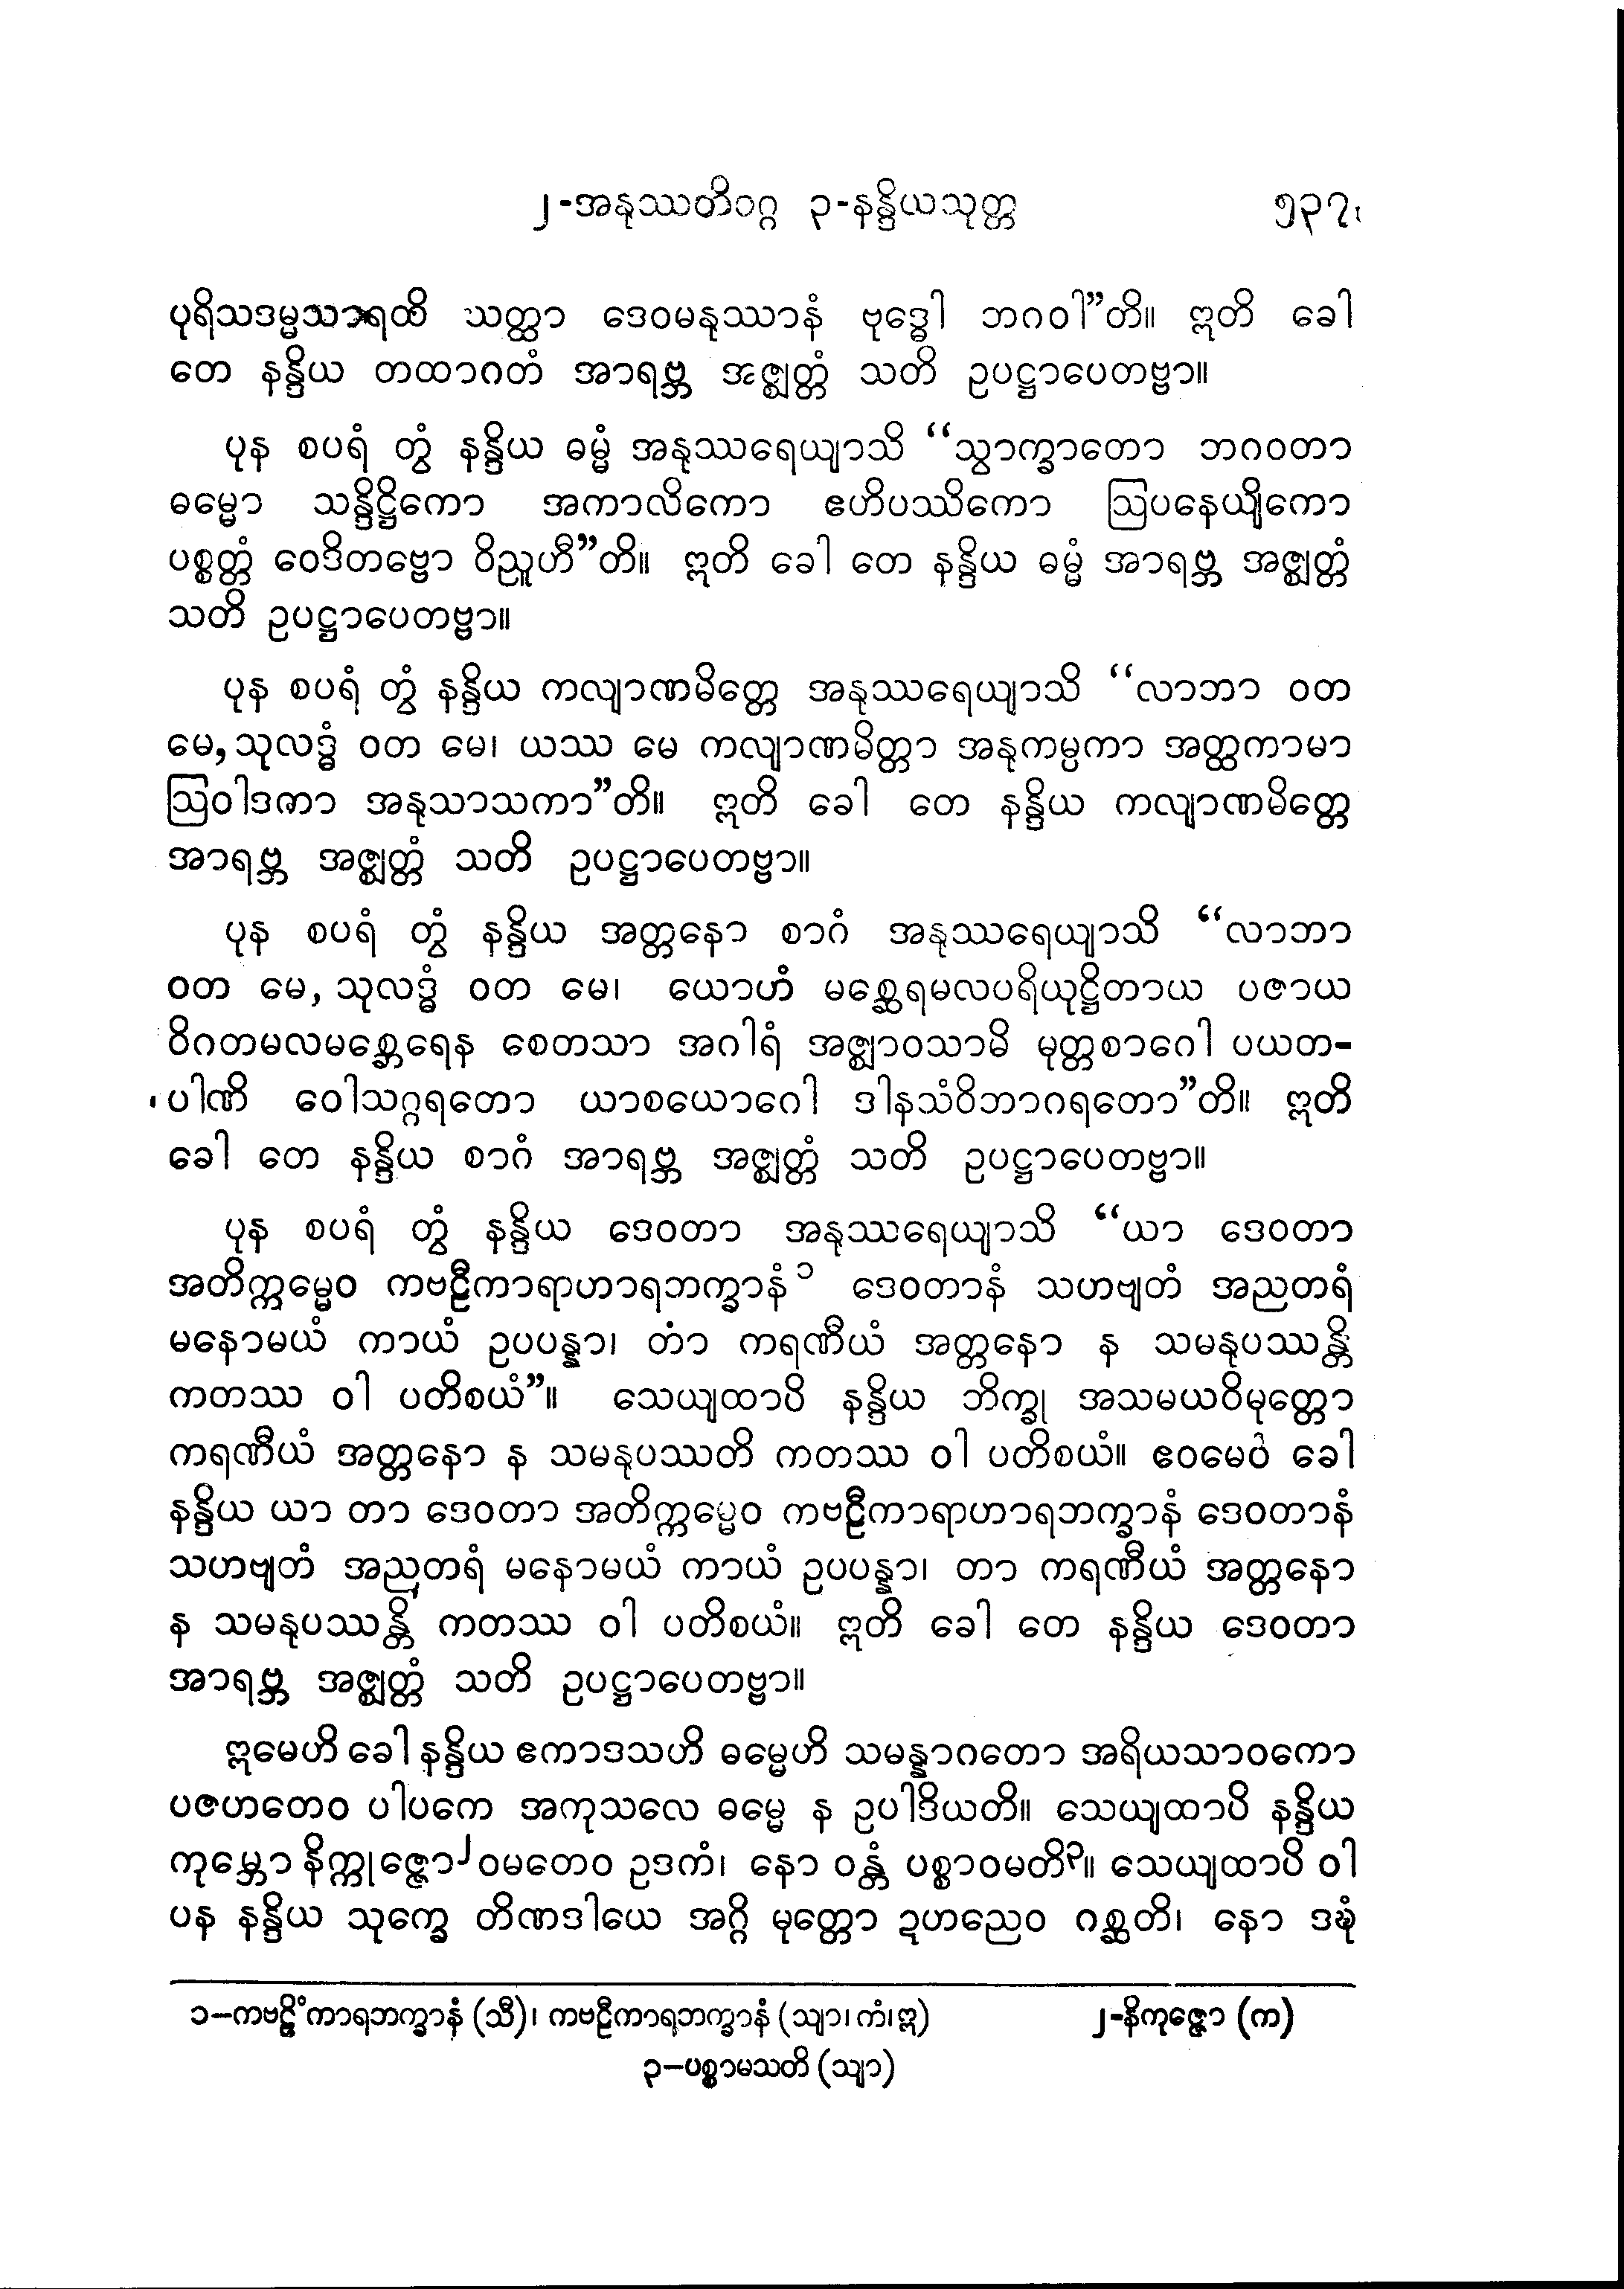 ၂-အနုဿတိဝဂ္ဂ ၃-နန္ဒိယသုတ္တ ၅၃၇
ပုရိသဒမ္မသာရထိ သတ္ထာ ဒေဝမနုဿာနံ ဗုဒ္ဓေါ ဘဂဝါ”တိ။ ဣတိ ခေါ
တေ နန္ဒိယ တထာဂတံ အာရဗ္ဘ အဇ္ဈတ္တံ သတိ ဥပဋ္ဌာပေတဗ္ဗာ။
ပုန စပရံ တွံ နန္ဒိယ ဓမ္မံ အနုဿရေယျာသိ “သွာက္ခာတော ဘဂဝတာ
ဓမ္မော သန္ဒိဋ္ဌိကော အကာလိကော ဧဟိပဿိကော ဩပနေယျိကော
ပစ္စတ္တံ ဝေဒိတဗ္ဗော ဝိညူဟီ”တိ။ ဣတိ ခေါ တေ နန္ဒိယ ဓမ္မံ အာရဗ္ဘ အဇ္ဈတ္တံ
သတိ ဥပဋ္ဌာပေတဗ္ဗာ။
ပုန စပရံ တွံ နန္ဒိယ ကလျာဏမိတ္တေ အနုဿရေယျာသိ “လာဘာ ဝတ
မေ, သုလဒ္ဓံ ဝတ မေ၊ ယဿ မေ ကလျာဏမိတ္တာ အနုကမ္ပကာ အတ္ထကာမာ
ဩဝါဒကာ အနုသာသကာ”တိ။ ဣတိ ခေါ တေ နန္ဒိယ ကလျာဏမိတ္တေ
အာရဗ္ဘ အဇ္ဈတ္တံ သတိ ဥပဋ္ဌာပေတဗ္ဗာ။
ပုန စပရံ တွံ နန္ဒိယ အတ္တနော စာဂံ အနုဿရေယျာသိ “လာဘာ
ဝတ မေ, သုလဒ္ဓံ ဝတ မေ၊ ယောဟံ မစ္ဆေရမလပရိယုဋ္ဌိတာယ ပဇာယ
ဝိဂတမလမစ္ဆေရေန စေတသာ အဂါရံ အဇ္ဈာဝသာမိ မုတ္တစာဂေါ ပယတ-
ပါဏိ ဝေါသဂ္ဂရတော ယာစယောဂေါ ဒါနသံဝိဘာဂရတော”တိ။ ဣတိ
ခေါ တေ နန္ဒိယ စာဂံ အာရဗ္ဘ အဇ္ဈတ္တံ သတိ ဥပဋ္ဌာပေတဗ္ဗာ။
ပုန စပရံ တွံ နန္ဒိယ ဒေဝတာ အနုဿရေယျာသိ “ယာ ဒေဝတာ
အတိက္ကမ္မေဝ ကဗဠီကာရာဟာရဘက္ခာနံ၁ ဒေဝတာနံ သဟဗျတံ အညတရံ
မနောမယံ ကာယံ ဥပပန္နာ၊ တာ ကရဏီယံ အတ္တနော န သမနုပဿန္တိ
ကတဿ ဝါ ပတိစယံ”။ သေယျထာပိ နန္ဒိယ ဘိက္ခု အသမယဝိမုတ္တော
ကရဏီယံ အတ္တနော န သမနုပဿတိ ကတဿ ဝါ ပတိစယံ။ ဧဝမေဝံ ခေါ
နန္ဒိယ ယာ တာ ဒေဝတာ အတိက္ကမ္မေဝ ကဗဠီကာရာဟာရဘက္ခာနံ ဒေဝတာနံ
သဟဗျတံ အညတရံ မနောမယံ ကာယံ ဥပပန္နာ၊ တာ ကရဏီယံ အတ္တနော
န သမနုပဿန္တိ ကတဿ ဝါ ပတိစယံ။ ဣတိ ခေါ တေ နန္ဒိယ ဒေဝတာ
အာရဗ္ဘ အဇ္ဈတ္တံ သတိ ဥပဋ္ဌာပေတဗ္ဗာ။
ဣမေဟိ ခေါ နန္ဒိယ ဧကာဒသဟိ ဓမ္မေဟိ သမန္နာဂတော အရိယသာဝကော
ပဇဟတေဝ ပါပကေ အကုသလေ ဓမ္မေ န ဥပါဒိယတိ။ သေယျထာပိ နန္ဒိယ
ကုမ္ဘော နိက္ကုဇ္ဇော၂ ဝမတေဝ ဥဒကံ၊ နော ဝန္တံ ပစ္စာဝမတိ၃။ သေယျထာပိ ဝါ
ပန နန္ဒိယ သုက္ခေ တိဏဒါယေ အဂ္ဂိ မုတ္တော ဍဟညေဝ ဂစ္ဆတိ၊ နော ဒဍ္ဎံ
၁–ကဗဠိံကာရဘက္ခာနံ (သီ)၊ ကဗဠီကာရဘက္ခာနံ (သျာ၊ ကံ၊ ဣ) ၂-နိကုဇ္ဇော (က)
၃–ပစ္စာမသတိ (သျာ)